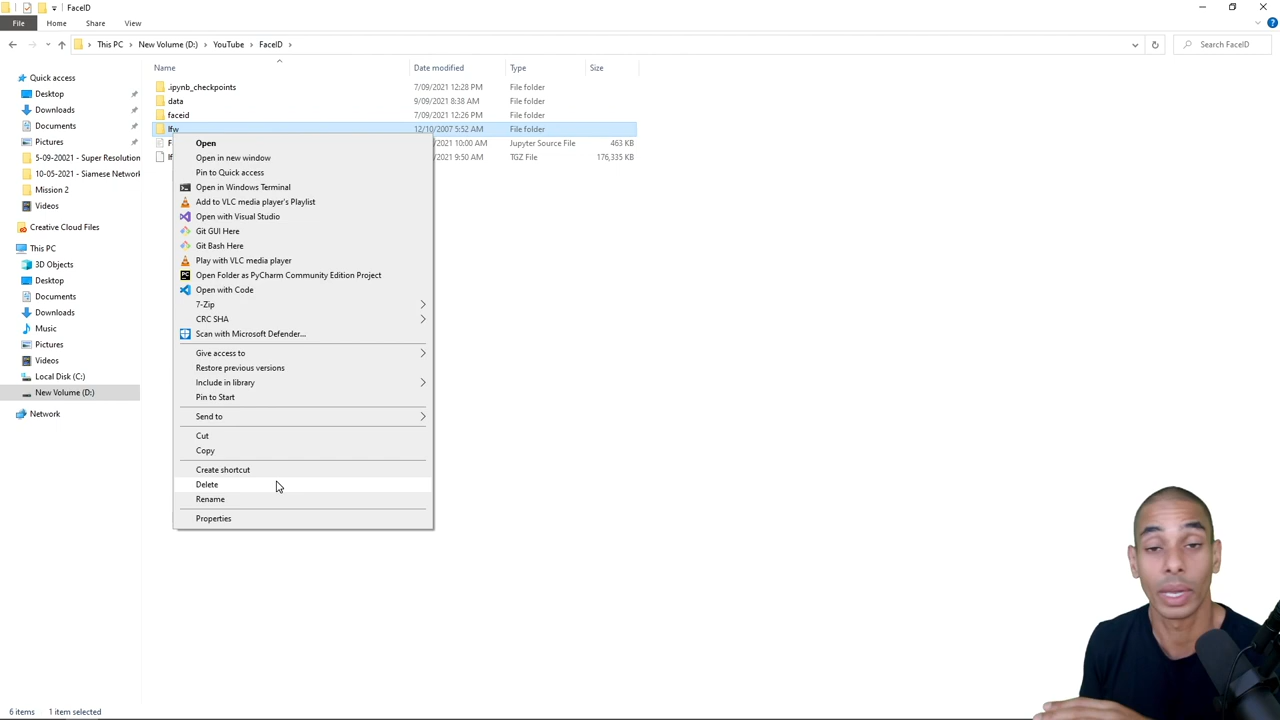 FaceID
File Home Share View
This PC New Volume (D:) YouTube FaceID
Search FaceID
Name Date modified Type Size
Quick access
Desktop
Downloads
Documents
Pictures
5-09-20021 - Super Resolution
10-05-2021 - Siamese Network
Mission 2
Videos
Creative Cloud Files
This PC
3D Objects
Desktop
Documents
Downloads
Music
Pictures
Videos
Local Disk (C:)
New Volume (D:)
Network
.ipynb_checkpoints 7/09/2021 12:28 PM File folder
data 9/09/2021 8:38 AM File folder
faceid 7/09/2021 12:26 PM File folder
lfw 12/10/2007 5:52 AM File folder
/2021 10:00 AM Jupyter Source File 463 KB
/2021 9:50 AM TGZ File 176,335 KB
Open
Open in new window
Pin to Quick access
Open in Windows Terminal
Add to VLC media player's Playlist
Open with Visual Studio
Git GUI Here
Git Bash Here
Play with VLC media player
Open Folder as PyCharm Community Edition Project
Open with Code
7-Zip
CRC SHA
Scan with Microsoft Defender...
Give access to
Restore previous versions
Include in library
Pin to Start
Send to
Cut
Copy
Create shortcut
Delete
Rename
Properties
6 items 1 item selected